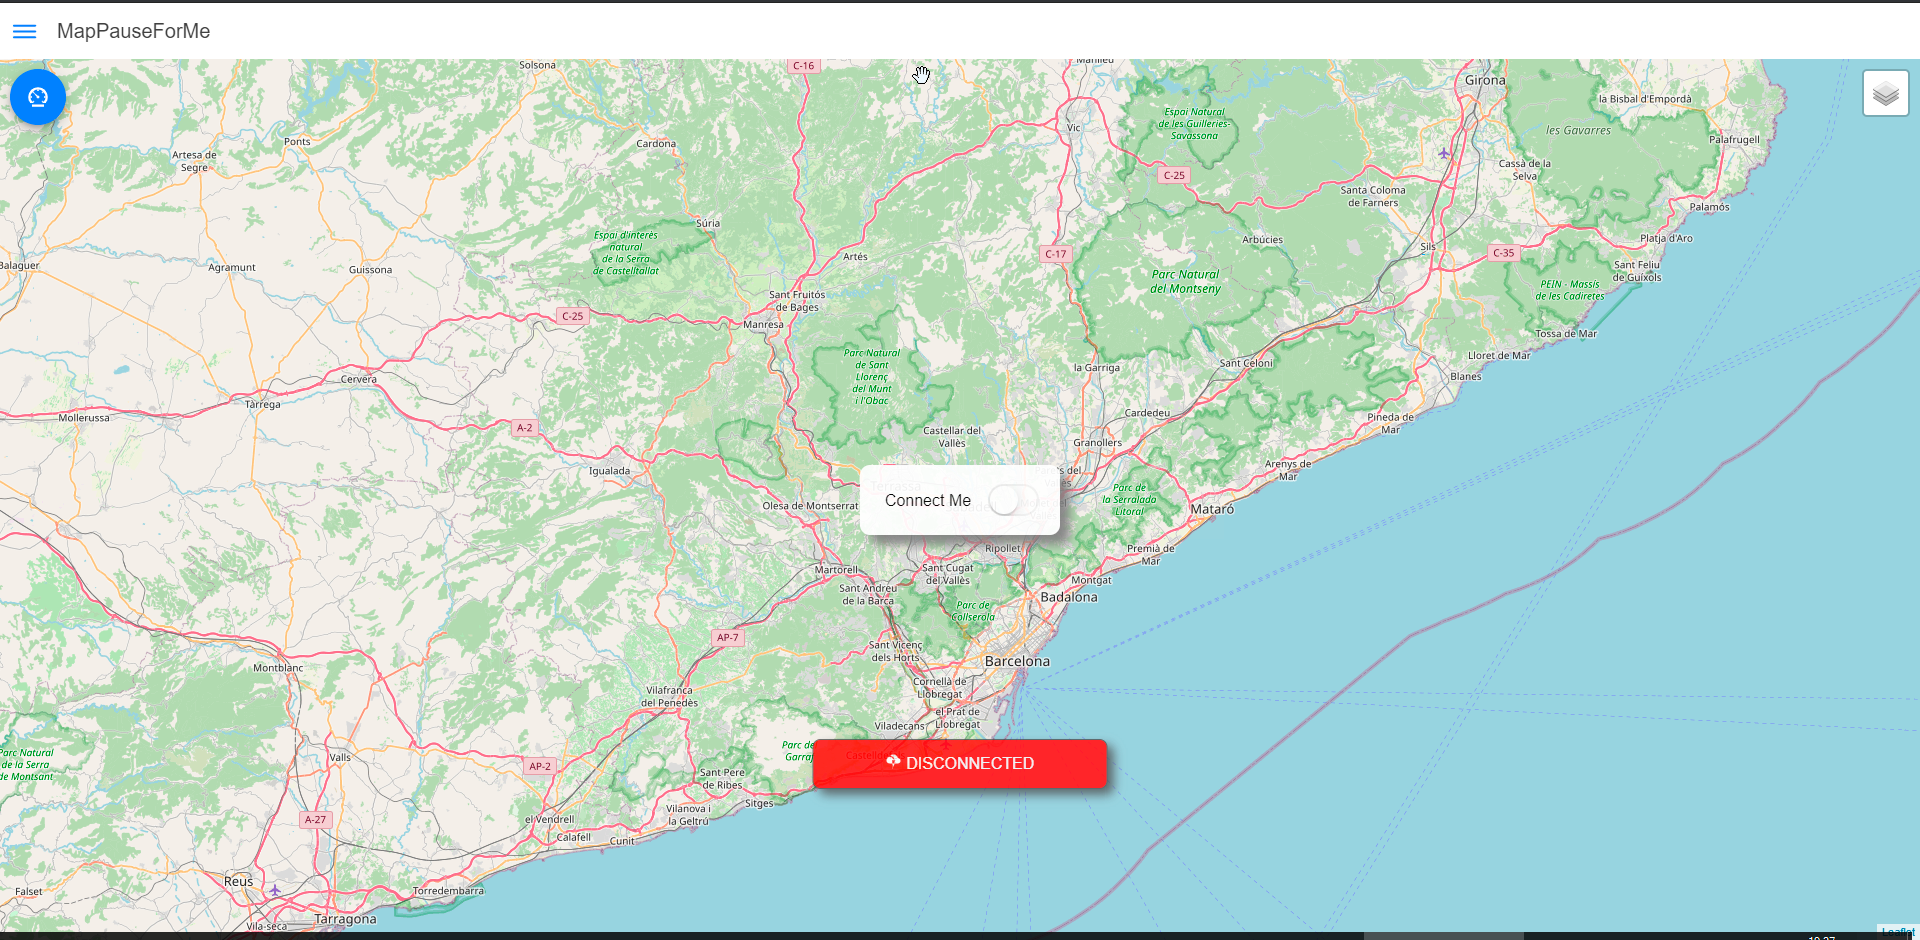 MapPauseForMe
Solsona
C-16
Manlleu
Girona
la Bisbal d'Empordà
Espai Natural
de les Guilleries-
Savassona
les Gavarres
Vic
Palafrugell
Ponts
Cardona
Artesa de
Segre
Cassà de la
Selva
C-25
Santa Coloma
de Farners
Palamós
Súria
Espai d'interès
natural
de la Serra
de Castelltallat
Arbúcies
Platja d'Aro
Sils
C-17
C-35
Artés
Balaguer
Agramunt
Guissona
Sant Feliu
de Guíxols
Parc Natural
del Montseny
PEIN - Massís
de les Cadiretes
Sant Fruitós
de Bages
C-25
Manresa
Tossa de Mar
Parc Natural
de Sant
Llorenç
del Munt
i l'Obac
Lloret de Mar
Sant Celoni
la Garriga
Blanes
Cervera
Tàrrega
Mollerussa
Cardedeu
Pineda de
Mar
A-2
Castellar del
Vallès
Granollers
Igualada
Arenys de
Mar
Terrassa
Parc de
la Serralada
Litoral
Connect Me
Olesa de Montserrat
Mataró
Ripollet
Premià de
Mar
Martorell
Sant Cugat
del Vallès
Montgat
Sant Andreu
de la Barca
Badalona
Parc de
Collserola
AP-7
Sant Vicenç
dels Horts
Barcelona
Montblanc
Cornellà de
Llobregat
Vilafranca
del Penedès
el Prat de
Llobregat
Viladecans
Parc Natural
de la Serra
de Montsant
Valls
AP-2
DISCONNECTED
Sant Pere
de Ribes
Sitges
Vilanova i
la Geltrú
A-27
el Vendrell
Calafell
Cunit
Reus
Falset
Torredembarra
Tarragona
Vila-seca
Leaflet